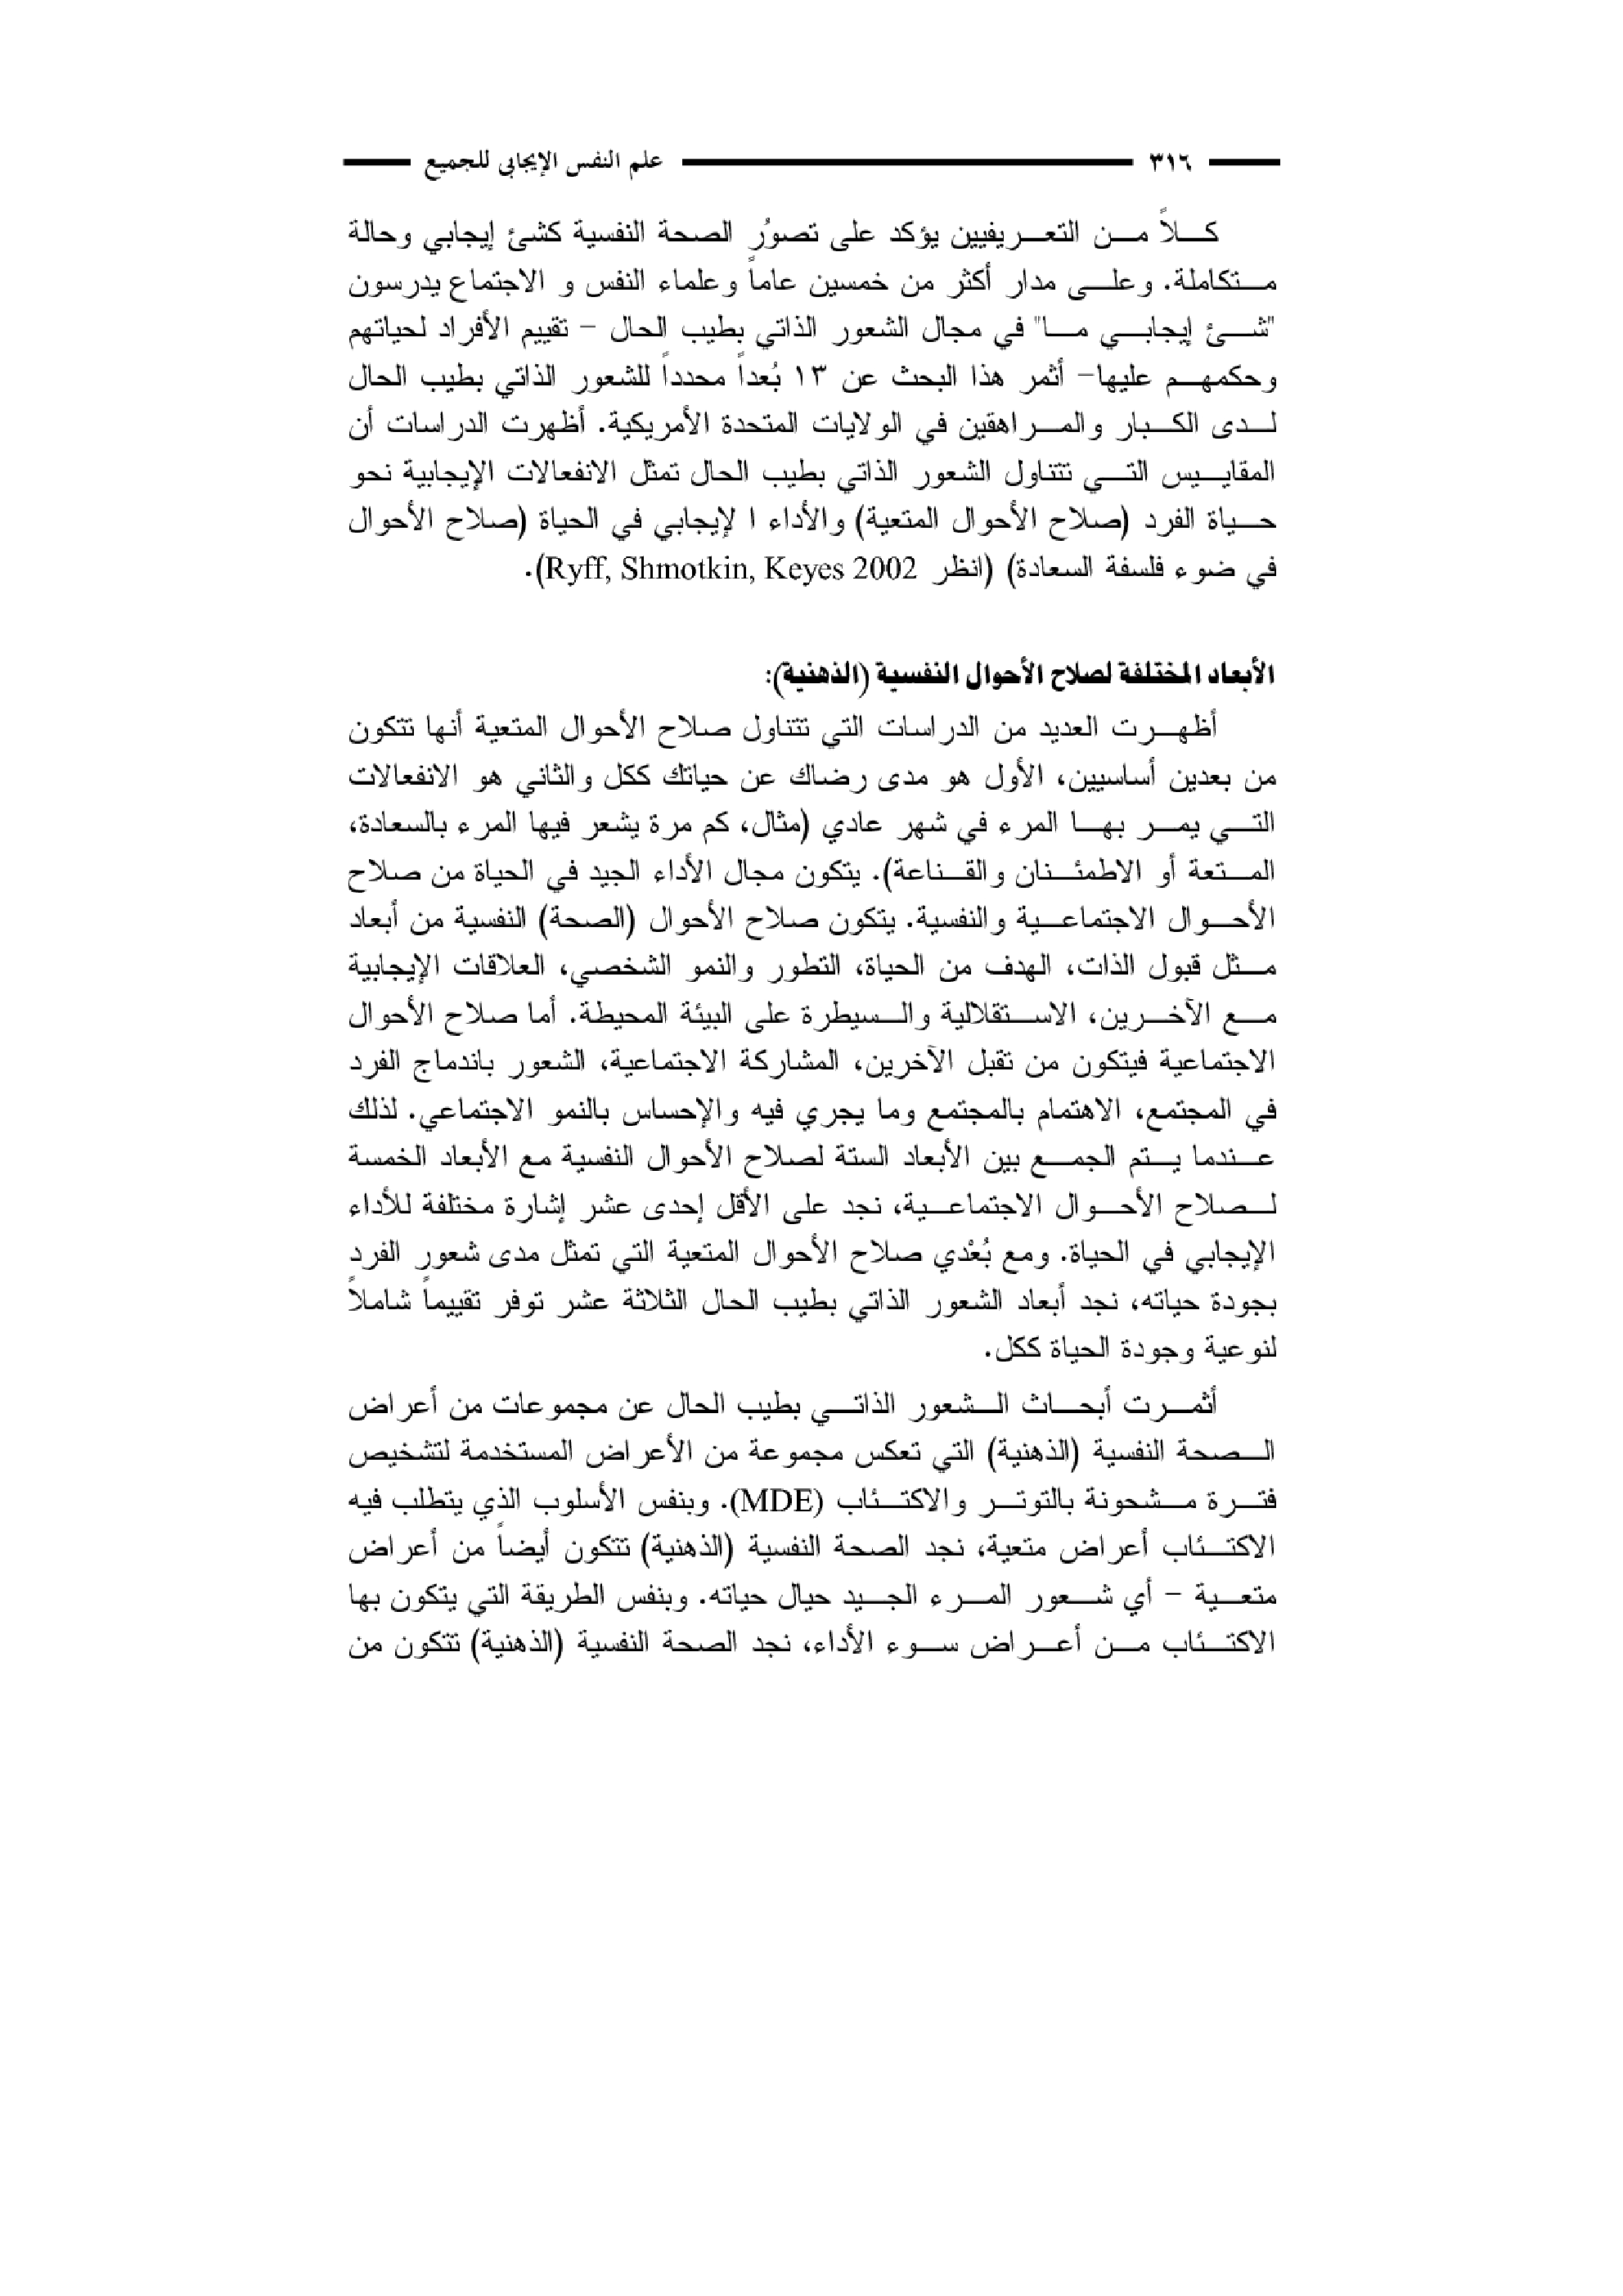 ٣١٦ علم النفس الإيجابي للجميع
كلاً من التعريفيين يؤكد على تصوُر الصحة النفسية كشئ إيجابي وحالة
متكاملة. وعلى مدار أكثر من خمسين عاماً وعلماء النفس و الاجتماع يدرسون
"شئ إيجابي ما" في مجال الشعور الذاتي بطيب الحال – تقييم الأفراد لحياتهم
وحكمهم عليها– أثمر هذا البحث عن ١٣ بُعداً محدداً للشعور الذاتي بطيب الحال
لدى الكبار والمراهقين في الولايات المتحدة الأمريكية. أظهرت الدراسات أن
المقاييس التي تتناول الشعور الذاتي بطيب الحال تمثل الانفعالات الإيجابية نحو
حياة الفرد (صلاح الأحوال المتعية) والأداء ا لإيجابي في الحياة (صلاح الأحوال
في ضوء فلسفة السعادة) (انظر Ryff, Shmotkin, Keyes 2002).
الأبعاد المختلفة لصلاح الأحوال النفسية (الذهنية):
أظهرت العديد من الدراسات التي تتناول صلاح الأحوال المتعية أنها تتكون
من بعدين أساسيين، الأول هو مدى رضاك عن حياتك ككل والثاني هو الانفعالات
التي يمر بها المرء في شهر عادي (مثال، كم مرة يشعر فيها المرء بالسعادة،
المتعة أو الاطمئنان والقناعة). يتكون مجال الأداء الجيد في الحياة من صلاح
الأحوال الاجتماعية والنفسية. يتكون صلاح الأحوال (الصحة) النفسية من أبعاد
مثل قبول الذات، الهدف من الحياة، التطور والنمو الشخصي، العلاقات الإيجابية
مع الآخرين، الاستقلالية والسيطرة على البيئة المحيطة. أما صلاح الأحوال
الاجتماعية فيتكون من تقبل الآخرين، المشاركة الاجتماعية، الشعور باندماج الفرد
في المجتمع، الاهتمام بالمجتمع وما يجري فيه والإحساس بالنمو الاجتماعي. لذلك
عندما يتم الجمع بين الأبعاد الستة لصلاح الأحوال النفسية مع الأبعاد الخمسة
لصلاح الأحوال الاجتماعية، نجد على الأقل إحدى عشر إشارة مختلفة للأداء
الإيجابي في الحياة. ومع بُعْدي صلاح الأحوال المتعية التي تمثل مدى شعور الفرد
بجودة حياته، نجد أبعاد الشعور الذاتي بطيب الحال الثلاثة عشر توفر تقييماً شاملاً
لنوعية وجودة الحياة ككل.
أثمرت أبحاث الشعور الذاتي بطيب الحال عن مجموعات من أعراض
الصحة النفسية (الذهنية) التي تعكس مجموعة من الأعراض المستخدمة لتشخيص
فترة مشحونة بالتوتر والاكتئاب (MDE). وبنفس الأسلوب الذي يتطلب فيه
الاكتئاب أعراض متعية، نجد الصحة النفسية (الذهنية) تتكون أيضاً من أعراض
متعية – أي شعور المرء الجيد حيال حياته. وبنفس الطريقة التي يتكون بها
الاكتئاب من أعراض سوء الأداء، نجد الصحة النفسية (الذهنية) تتكون من